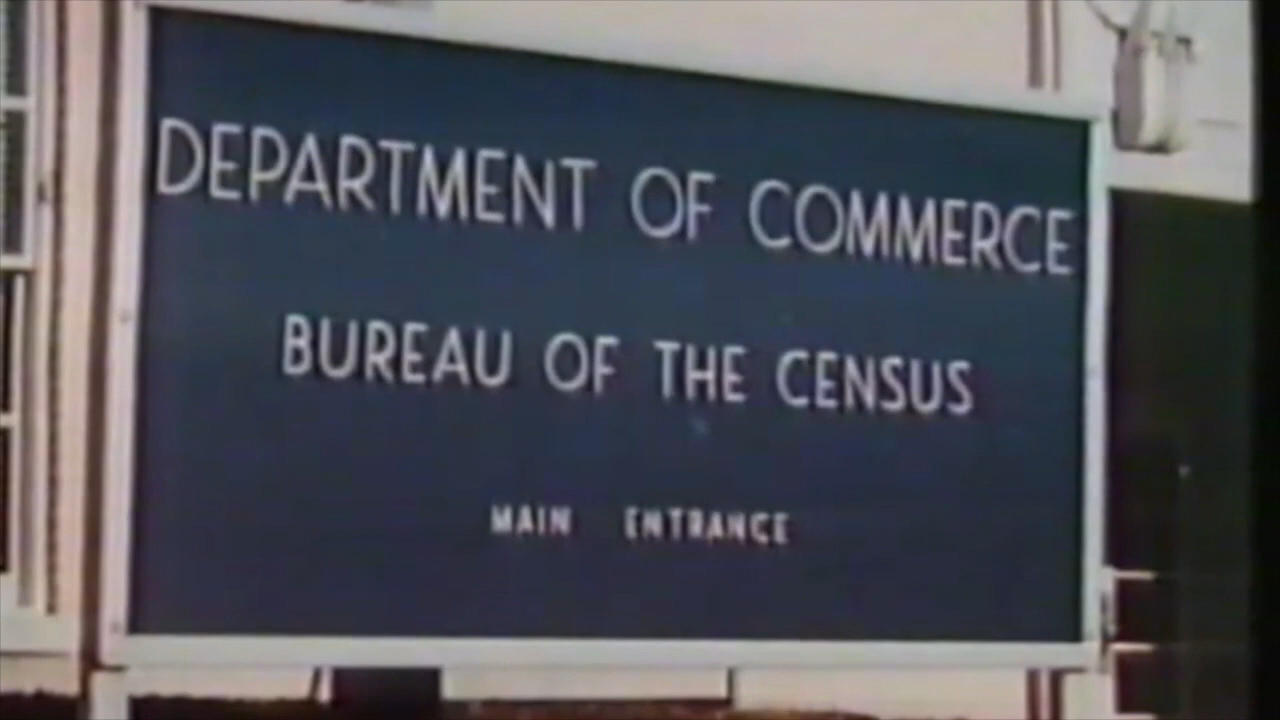 DEPARTMENT OF COMMERCE
BUREAU OF THE CENSUS
MAIN ENTRANCE